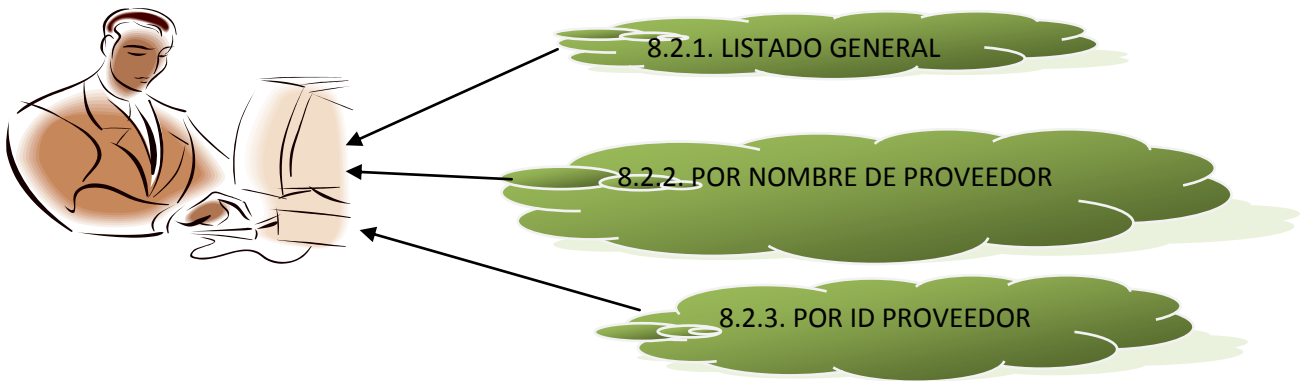 8.2.1. LISTADO GENERAL
8.2.2. POR NOMBRE DE PROVEEDOR
8.2.3. POR ID PROVEEDOR